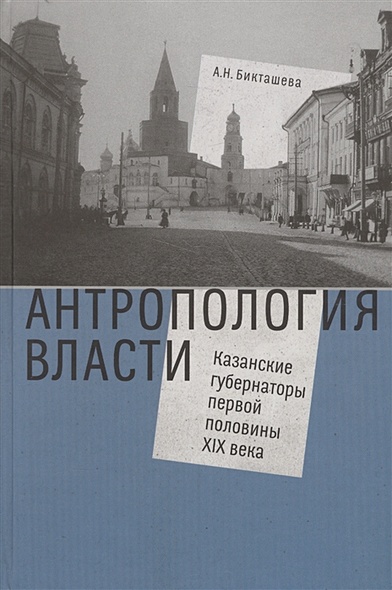 А.Н. Бикташева
АНТРОПОЛОГИЯ
ВЛАСТИ
Казанские
губернаторы
первой
половины
XIX века